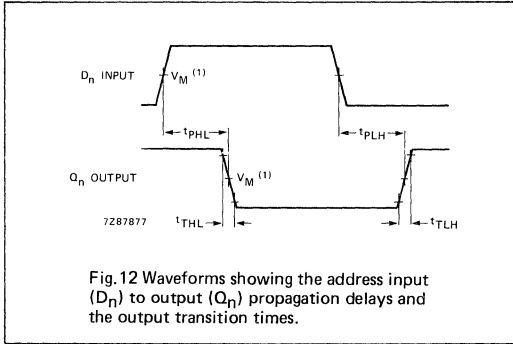 Dn INPUT
VM (1)
tPHL
tPLH
Qn OUTPUT
VM (1)
7Z87877
tTHL
tTLH
Fig.12 Waveforms showing the address input
(Dn) to output (Qn) propagation delays and
the output transition times.